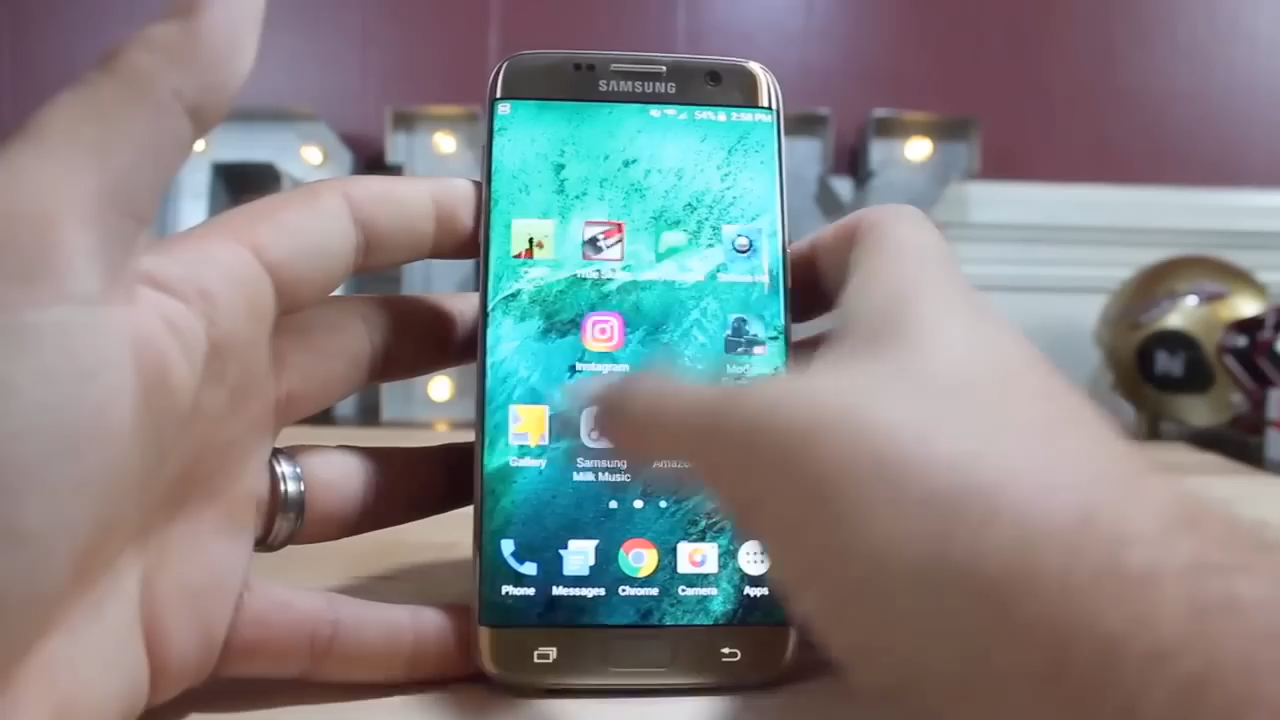 SAMSUNG
54% 2:58 PM
Instagram
Gallery
Samsung
Milk Music
Phone
Messages
Chrome
Camera
Apps